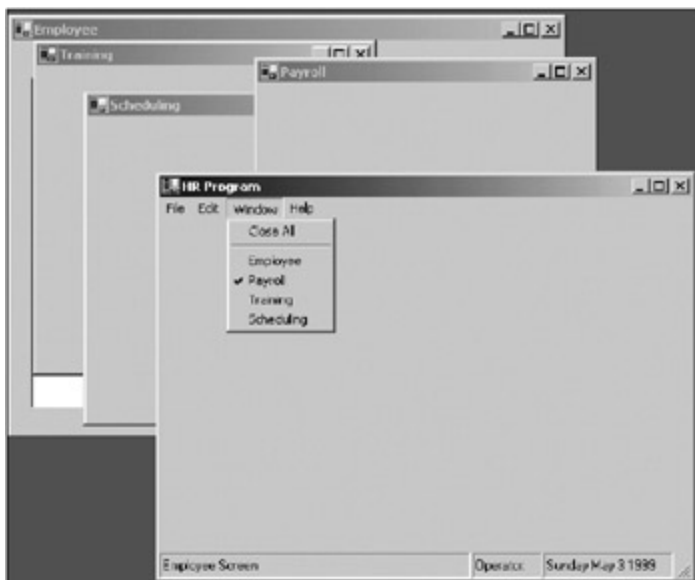 Employee
Training
Payroll
Scheduling
HR Program
File Edit Window Help
Close All
Employee
Payroll
Training
Scheduling
Employee Screen
Operator:
Sunday May 3 1999